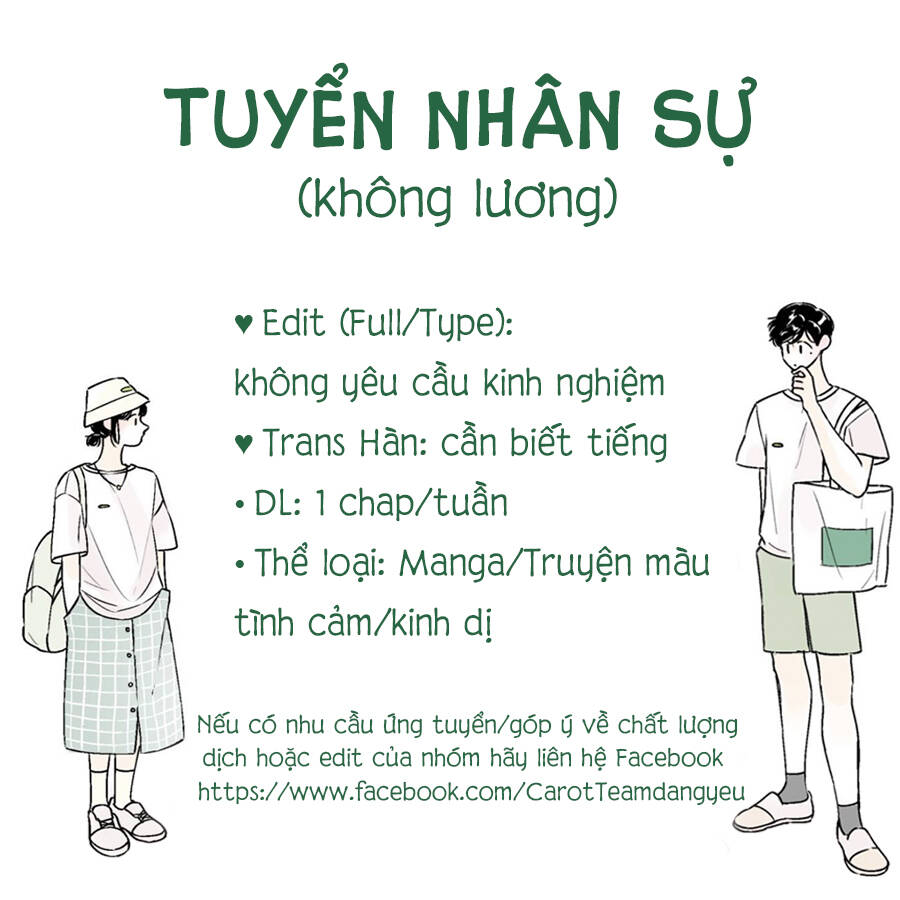 TUYỂN NHÂN SỰ
(không lương)
♥ Edit (Full/Type):
không yêu cầu kinh nghiệm
♥ Trans Hàn: cần biết tiếng
• DL: 1 chap/tuần
• Thể loại: Manga/Truyện màu
tình cảm/kinh dị
Nếu có nhu cầu ứng tuyển/góp ý về chất lượng
dịch hoặc edit của nhóm hãy liên hệ Facebook
https://www.facebook.com/CarotTeamdangyeu